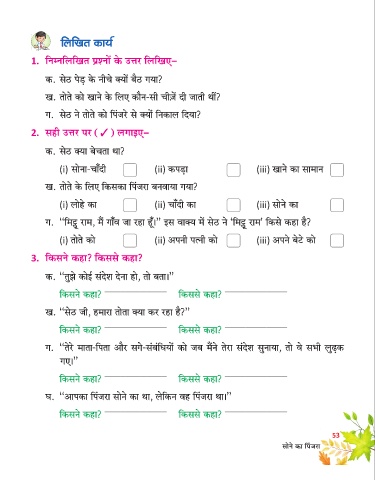 लिखित कार्य
1. निम्नलिखित प्रश्नों के उत्तर लिखिए–
क. सेठ पेड़ के नीचे क्यों बैठ गया?
ख. तोते को खाने के लिए कौन-सी चीज़ें दी जाती थीं?
ग. सेठ ने तोते को पिंजरे से क्यों निकाल दिया?
2. सही उत्तर पर (✓) लगाइए–
क. सेठ क्या बेचता था?
(i) सोना-चाँदी (ii) कपड़ा (iii) खाने का सामान
ख. तोते के लिए किसका पिंजरा बनवाया गया?
(i) लोहे का (ii) चाँदी का (iii) सोने का
ग. “मिट्ठू राम, मैं गाँव जा रहा हूँ।” इस वाक्य में सेठ ने ‘मिट्ठू राम’ किसे कहा है?
(i) तोते को (ii) अपनी पत्नी को (iii) अपने बेटे को
3. किसने कहा? किससे कहा?
क. “तुझे कोई संदेश देना हो, तो बता।”
किसने कहा? किससे कहा?
ख. “सेठ जी, हमारा तोता क्या कर रहा है?”
किसने कहा? किससे कहा?
ग. “तेरे माता-पिता और सगे-संबंधियों को जब मैंने तेरा संदेश सुनाया, तो वे सभी लुढ़क
गए।”
किसने कहा? किससे कहा?
घ. “आपका पिंजरा सोने का था, लेकिन वह पिंजरा था।”
किसने कहा? किससे कहा?
53
सोने का पिंजरा